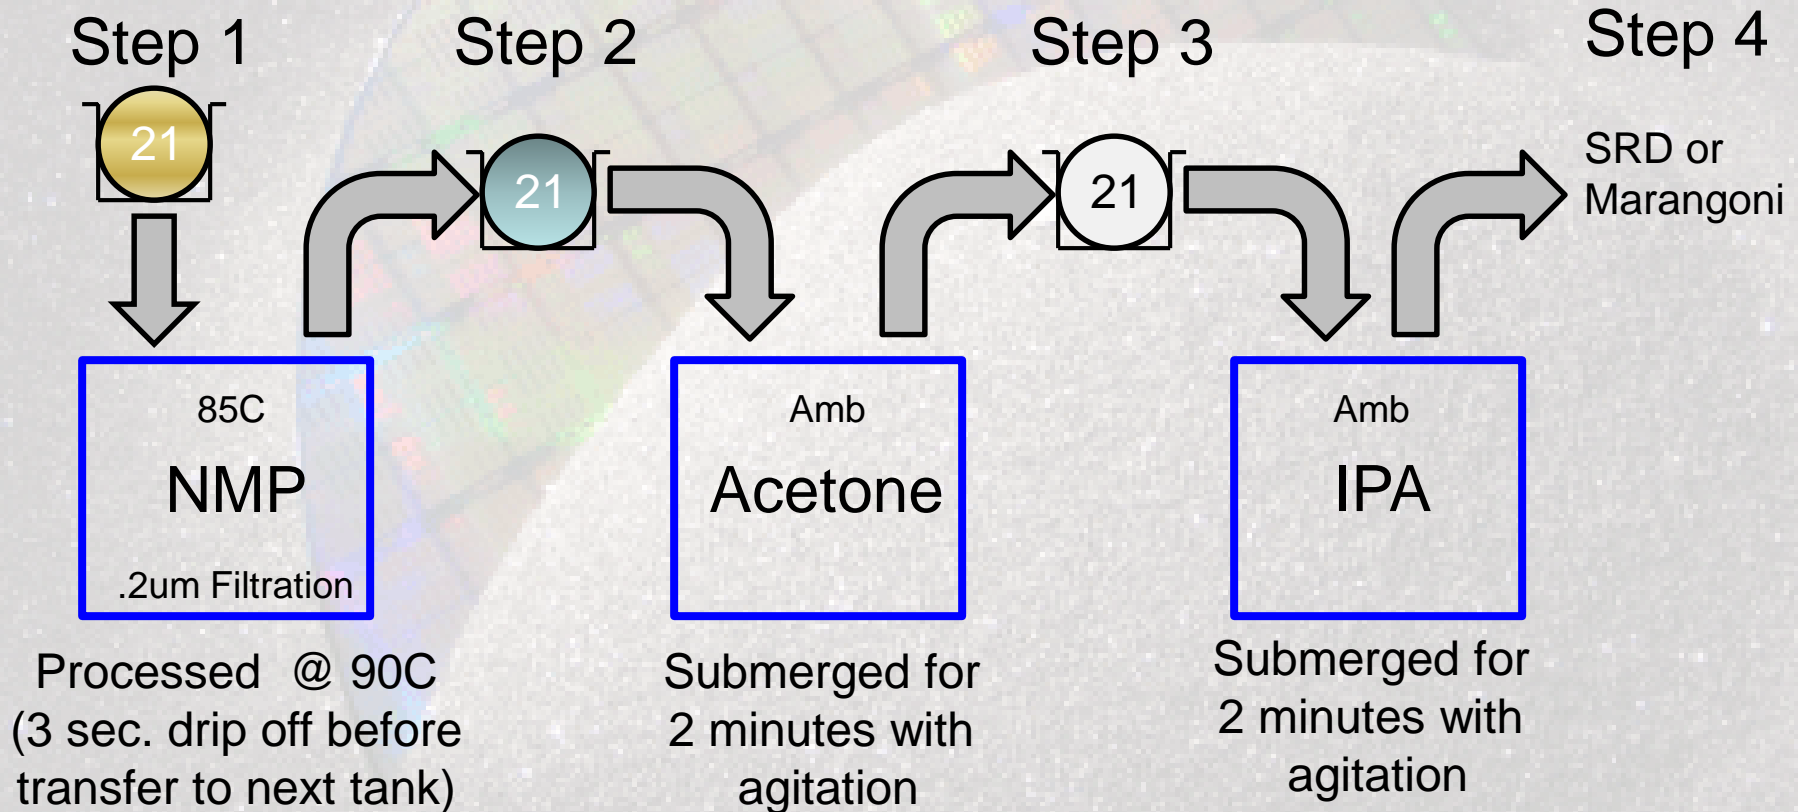 Step 1
Step 2
Step 3
Step 4
21
21
21
SRD or
Marangoni
85C
NMP
.2um Filtration
Amb
Acetone
Amb
IPA
Processed @ 90C
(3 sec. drip off before
transfer to next tank)
Submerged for
2 minutes with
agitation
Submerged for
2 minutes with
agitation